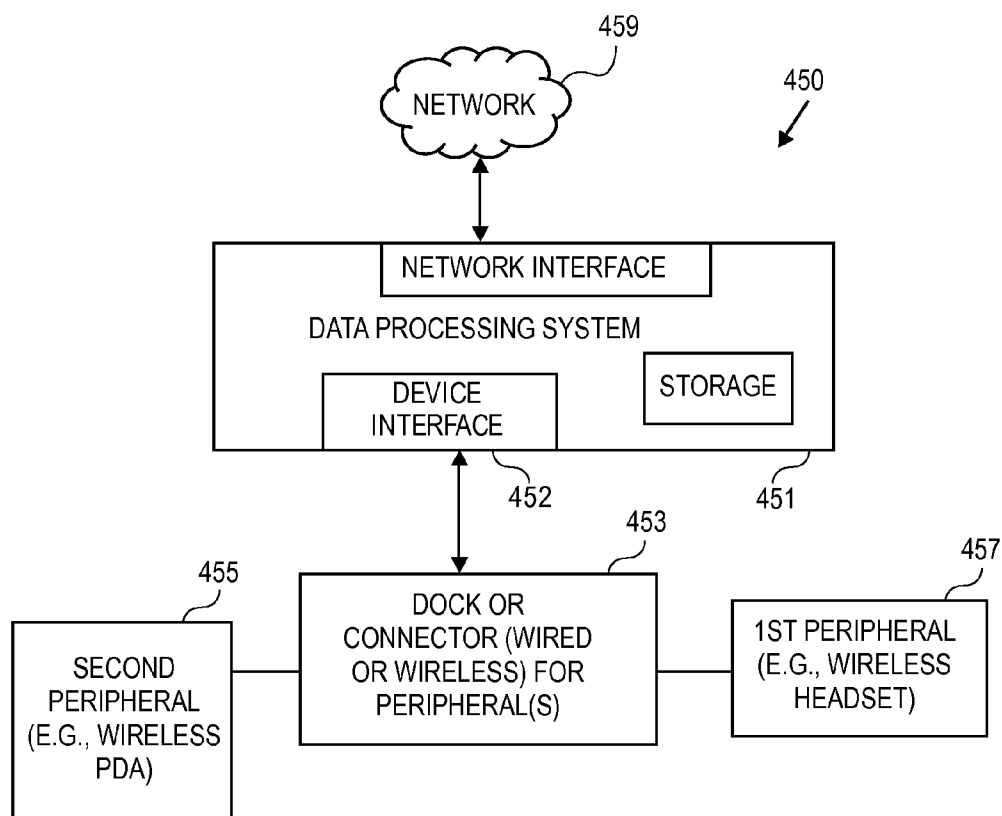 459
NETWORK
450
NETWORK INTERFACE
DATA PROCESSING SYSTEM
DEVICE
INTERFACE
STORAGE
452
451
453
455
457
DOCK OR
CONNECTOR (WIRED
OR WIRELESS) FOR
PERIPHERAL(S)
1ST PERIPHERAL
(E.G., WIRELESS
HEADSET)
SECOND
PERIPHERAL
(E.G., WIRELESS
PDA)